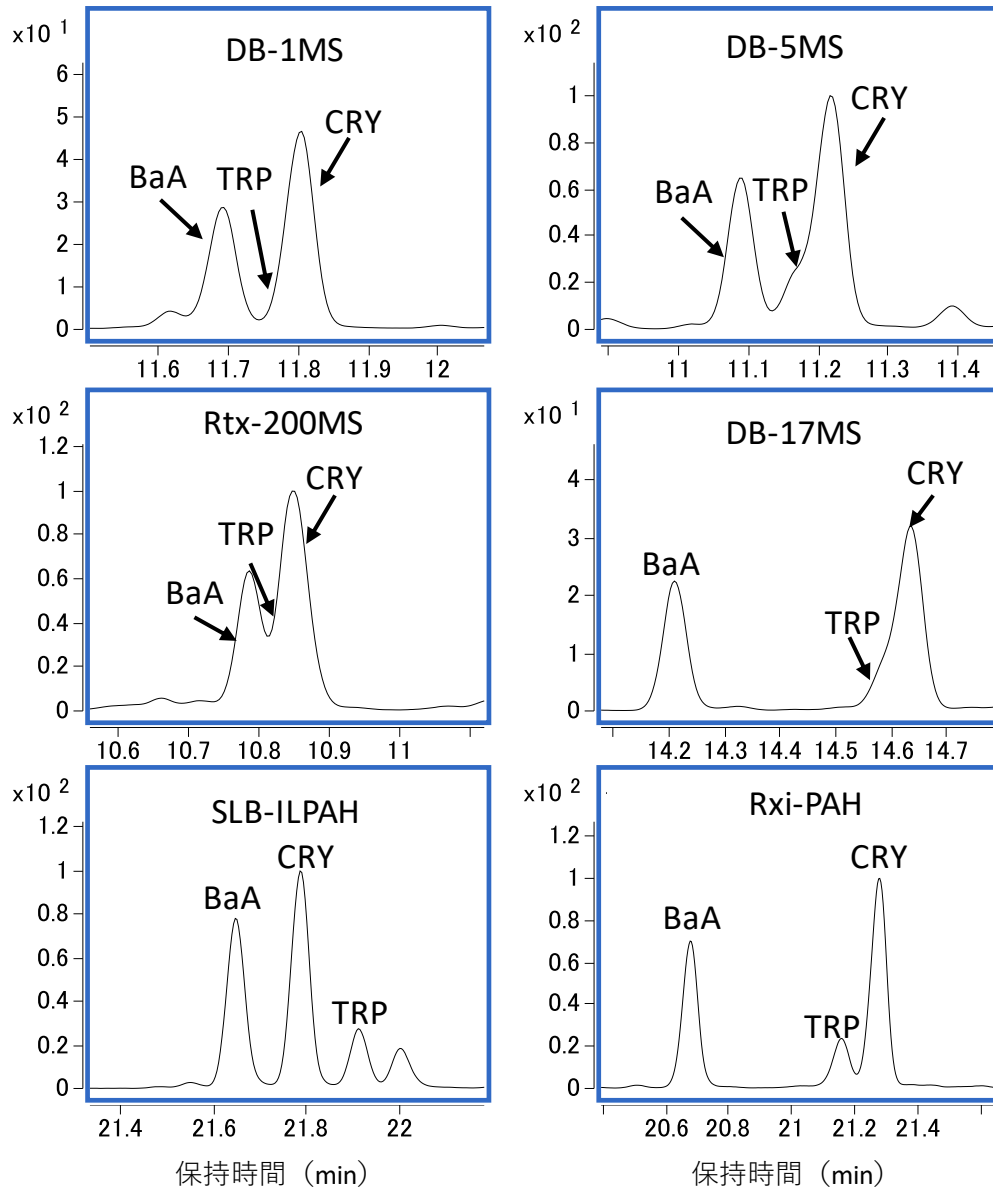 x10 1
DB-1MS
6
5
4
3
2
1
0
BaA
TRP
CRY
11.6 11.7 11.8 11.9 12
x10 2
DB-5MS
1
0.8
0.6
0.4
0.2
0
BaA
TRP
CRY
11 11.1 11.2 11.3 11.4
x10 2
Rtx-200MS
1.2
1
0.8
0.6
0.4
0.2
0
BaA
TRP
CRY
10.6 10.7 10.8 10.9 11
x10 1
DB-17MS
4
3
2
1
0
BaA
TRP
CRY
14.2 14.3 14.4 14.5 14.6 14.7
x10 2
SLB-ILPAH
1.2
1
0.8
0.6
0.4
0.2
0
BaA
CRY
TRP
21.4 21.6 21.8 22
保持時間（min）
x10 2
Rxi-PAH
1.2
1
0.8
0.6
0.4
0.2
0
BaA
TRP
CRY
20.6 20.8 21 21.2 21.4
保持時間（min）